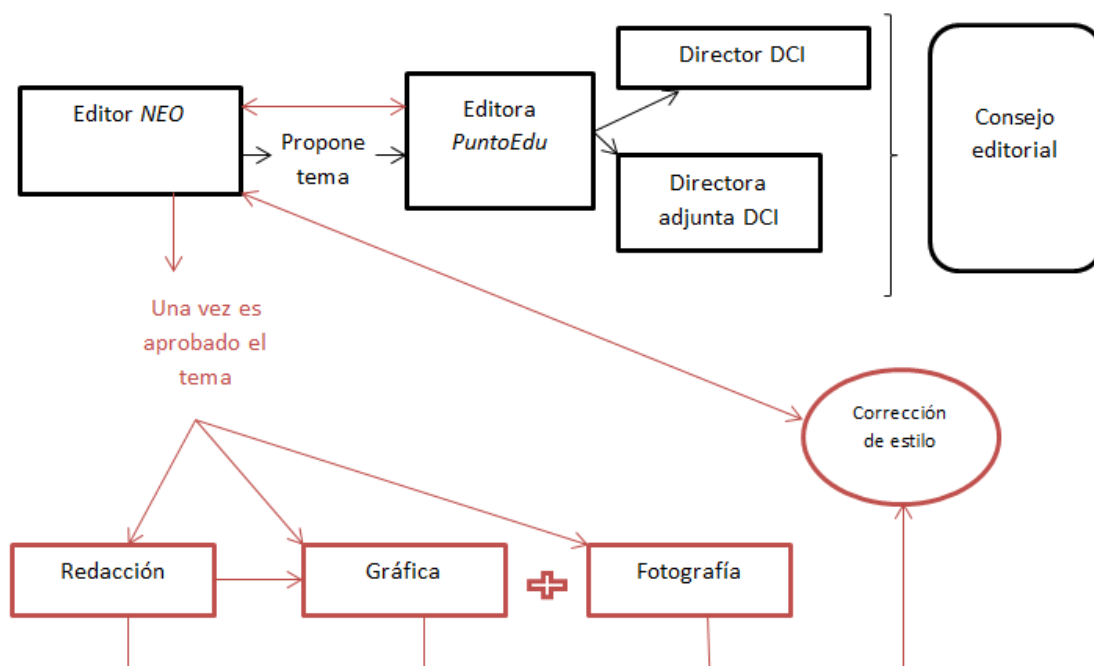 Editor NEO
Propone
tema
Editora
PuntoEdu
Director DCI
Directora
adjunta DCI
Consejo
editorial
Una vez es
aprobado el
tema
Corrección
de estilo
Redacción
Gráfica
Fotografía